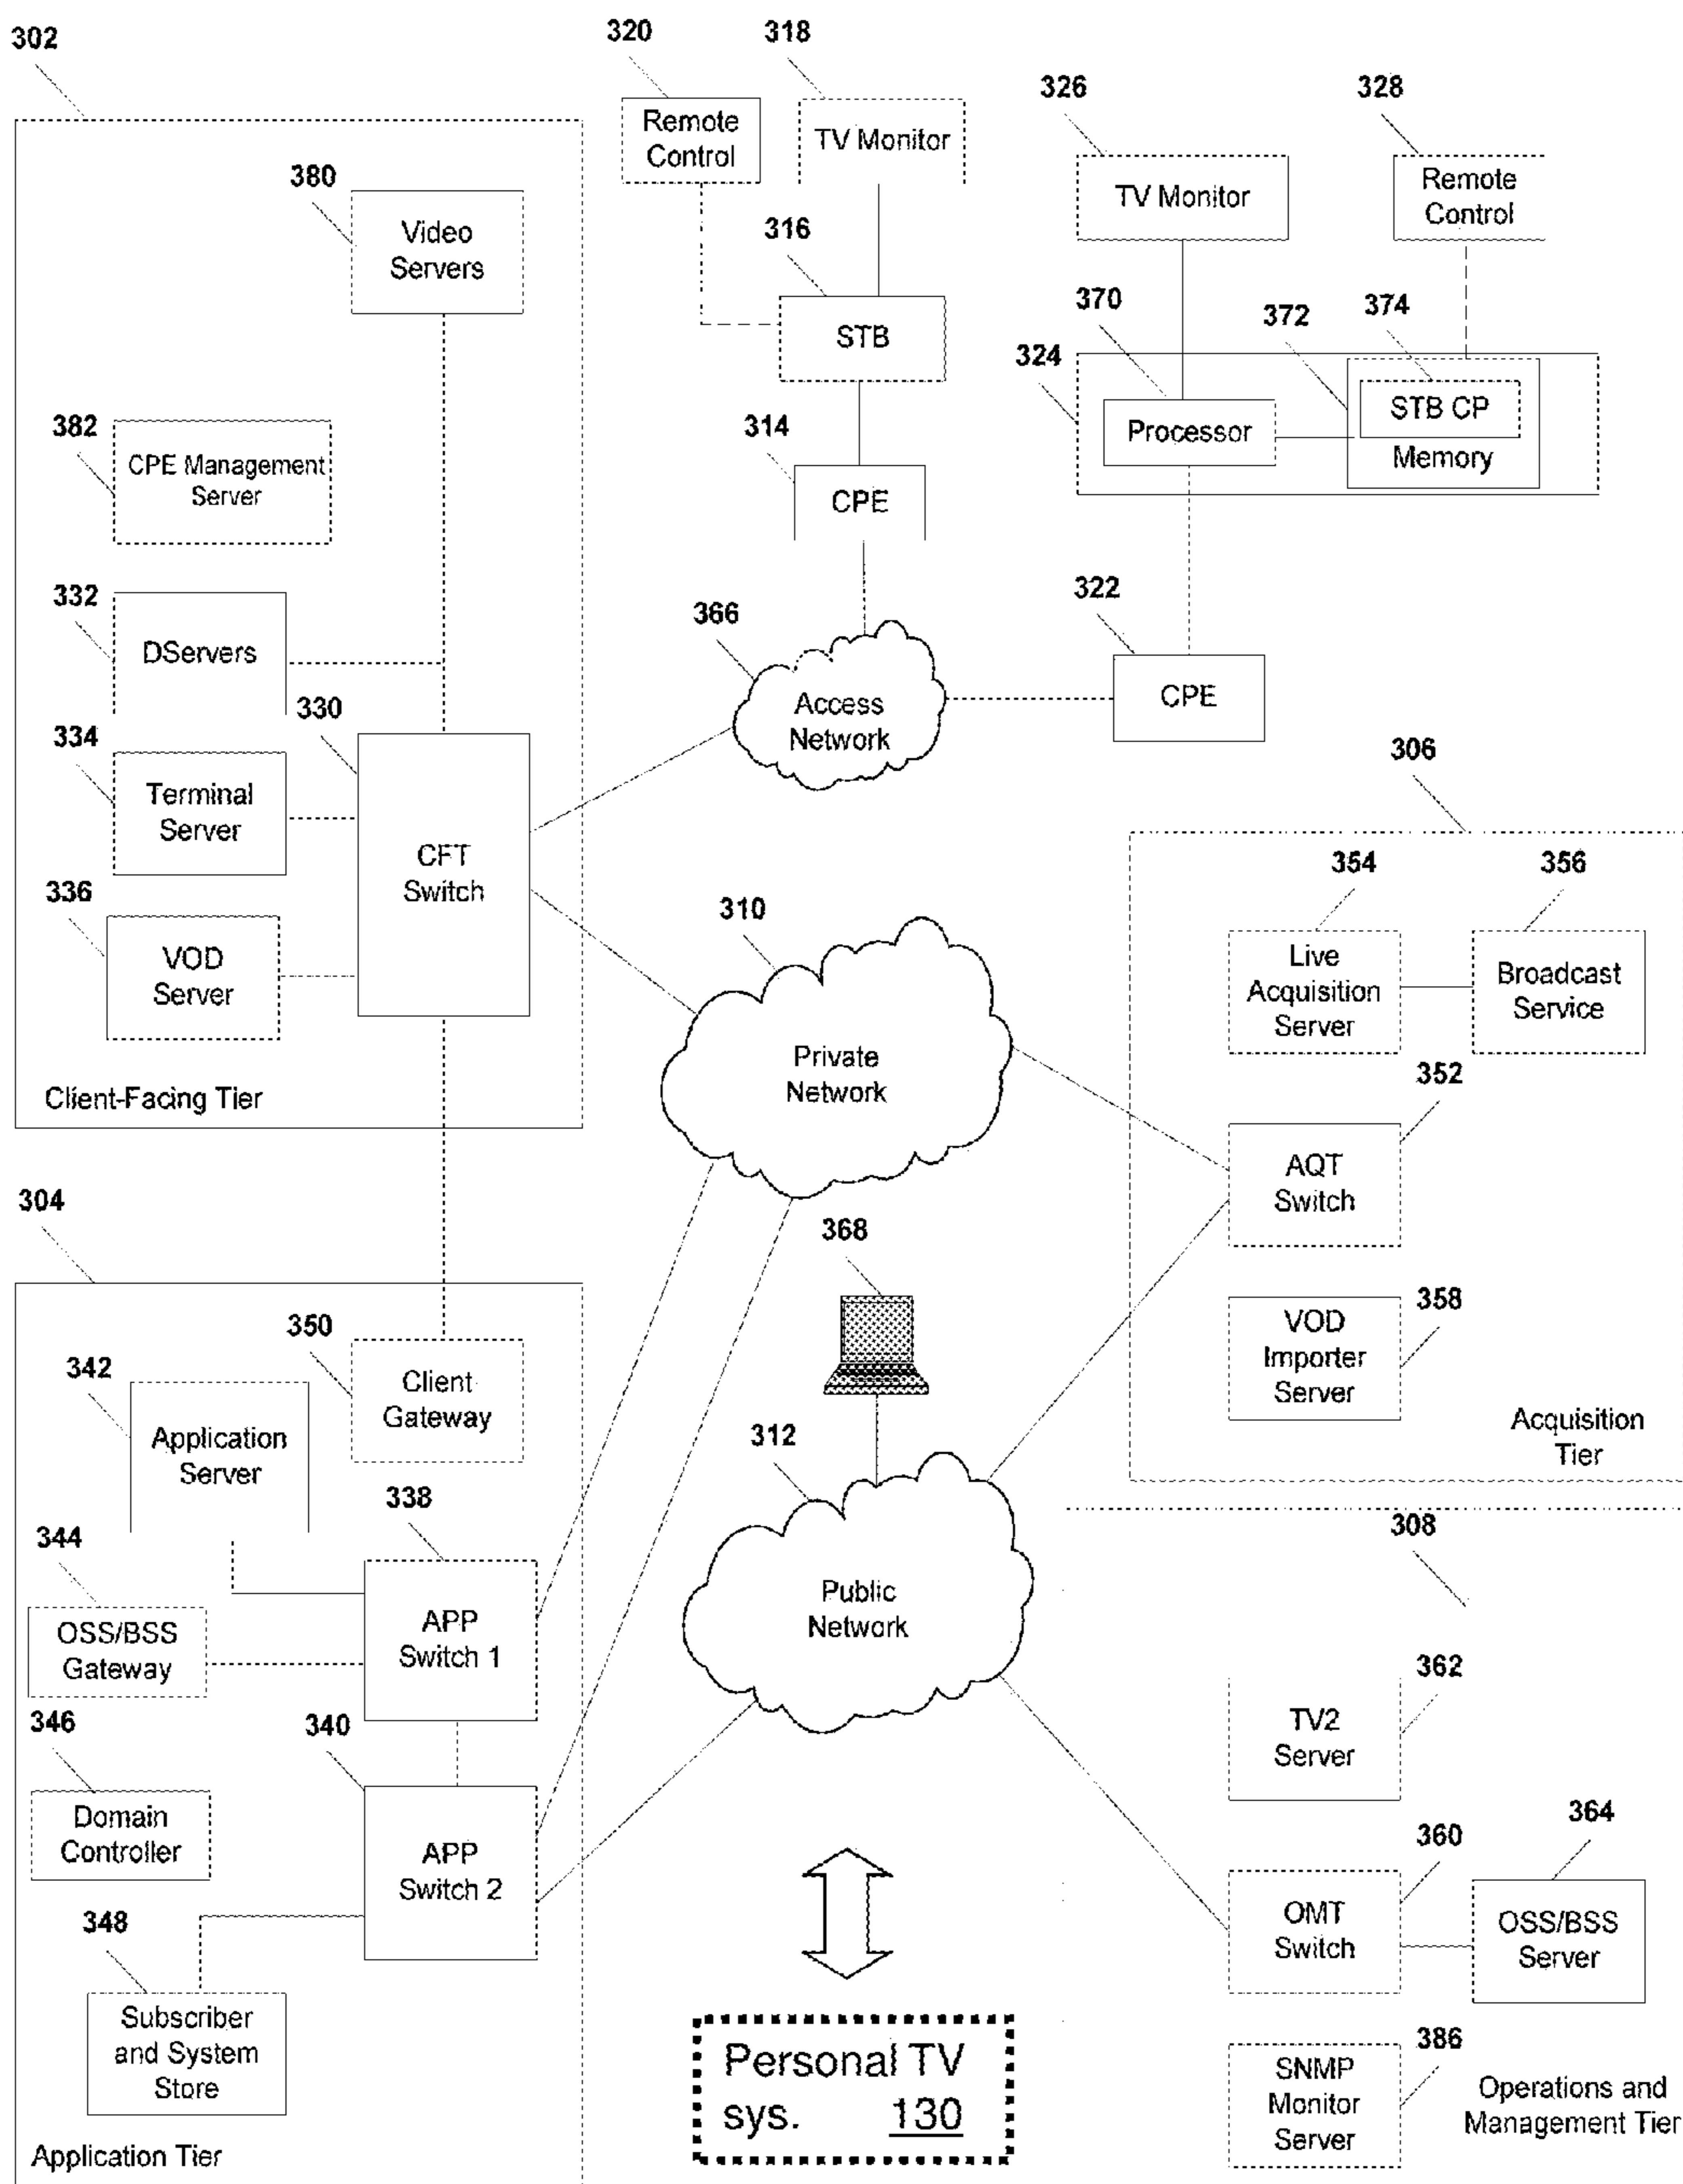 302
320
318
326
328
Remote
Control
TV Monitor
TV Monitor
Remote
Control
380
Video
Servers
316
STB
370
372
374
324
Processor
STB CP
Memory
382
CPE Management
Server
314
CPE
332
DServers
366
Access
Network
322
CPE
330
334
Terminal
Server
CFT
Switch
336
VOD
Server
Client-Facing Tier
310
Private
Network
306
354
356
Live
Acquisition
Server
Broadcast
Service
352
AQT
Switch
358
VOD
Importer
Server
Acquisition
Tier
304
368
350
Client
Gateway
342
Application
Server
312
Public
Network
338
APP
Switch 1
344
OSS/BSS
Gateway
346
Domain
Controller
340
APP
Switch 2
348
Subscriber
and System
Store
Application Tier
308
362
TV2
Server
360
OMT
Switch
364
OSS/BSS
Server
386
SNMP
Monitor
Server
Operations and
Management Tier
Personal TV
sys. 130